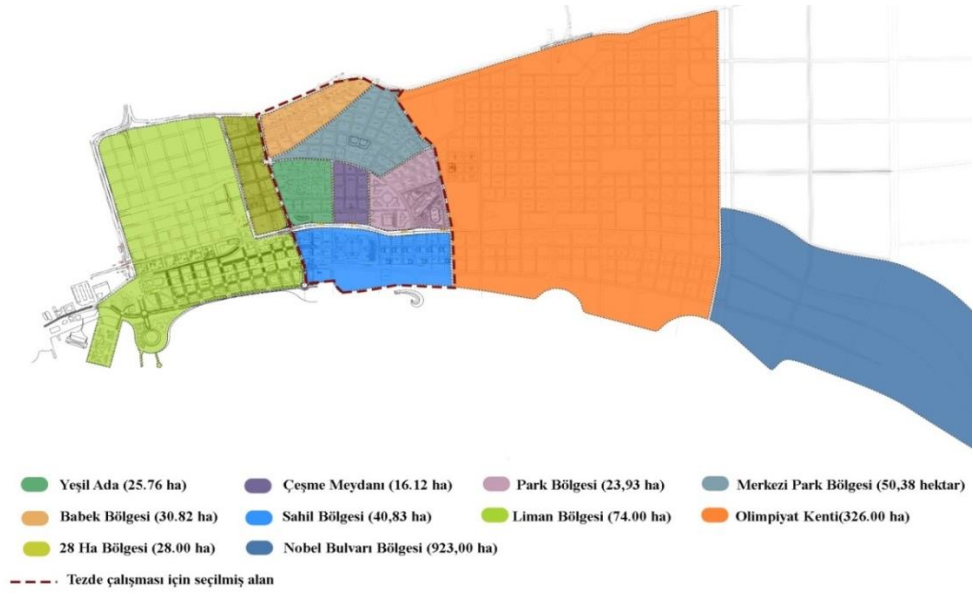 Yeşil Ada (25.76 ha) Çeşme Meydanı (16.12 ha) Park Bölgesi (23,93 ha) Merkezi Park Bölgesi (50,38 hektar)
Babek Bölgesi (30.82 ha) Sahil Bölgesi (40,83 ha) Liman Bölgesi (74.00 ha) Olimpiyat Kenti(326.00 ha)
28 Ha Bölgesi (28.00 ha) Nobel Bulvarı Bölgesi (923,00 ha)
Tezde çalışması için seçilmiş alan